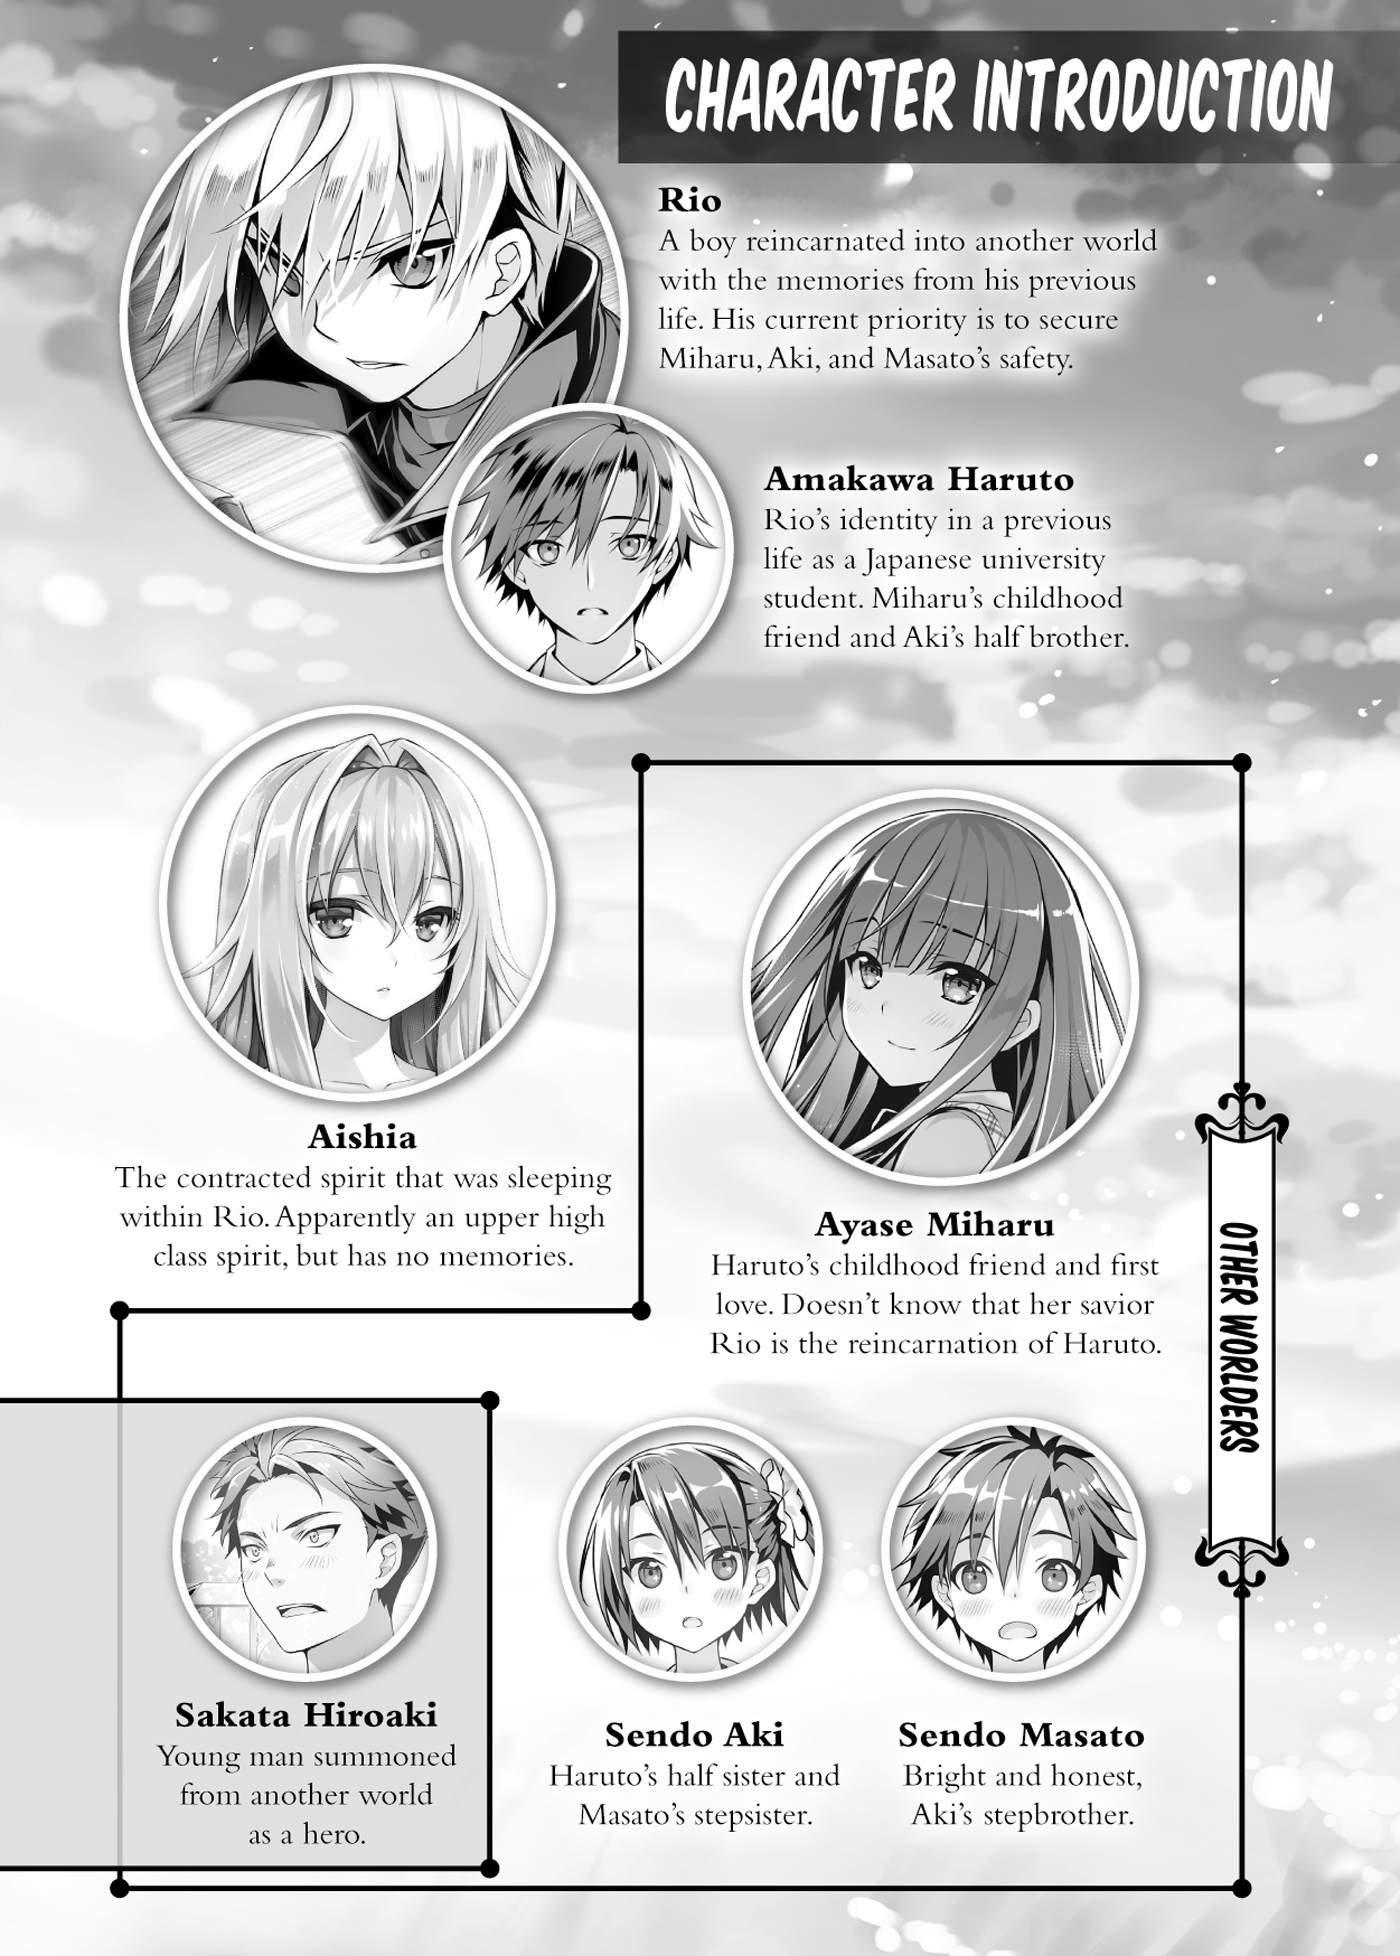 CHARACTER INTRODUCTION
Rio
A boy reincarnated into another world
with the memories from his previous
life. His current priority is to secure
Miharu, Aki, and Masato's safety.
Amakawa Haruto
Rio's identity in a previous
life as a Japanese university
student. Miharu's childhood
friend and Aki's half brother.
Aishia
The contracted spirit that was sleeping
within Rio. Apparently an upper high
class spirit, but has no memories.
Ayase Miharu
Haruto's childhood friend and first
love. Doesn't know that her savior
Rio is the reincarnation of Haruto.
OTHER WORLDERS
Sakata Hiroaki
Young man summoned
from another world
as a hero.
Sendo Aki
Haruto's half sister and
Masato's stepsister.
Sendo Masato
Bright and honest,
Aki's stepbrother.